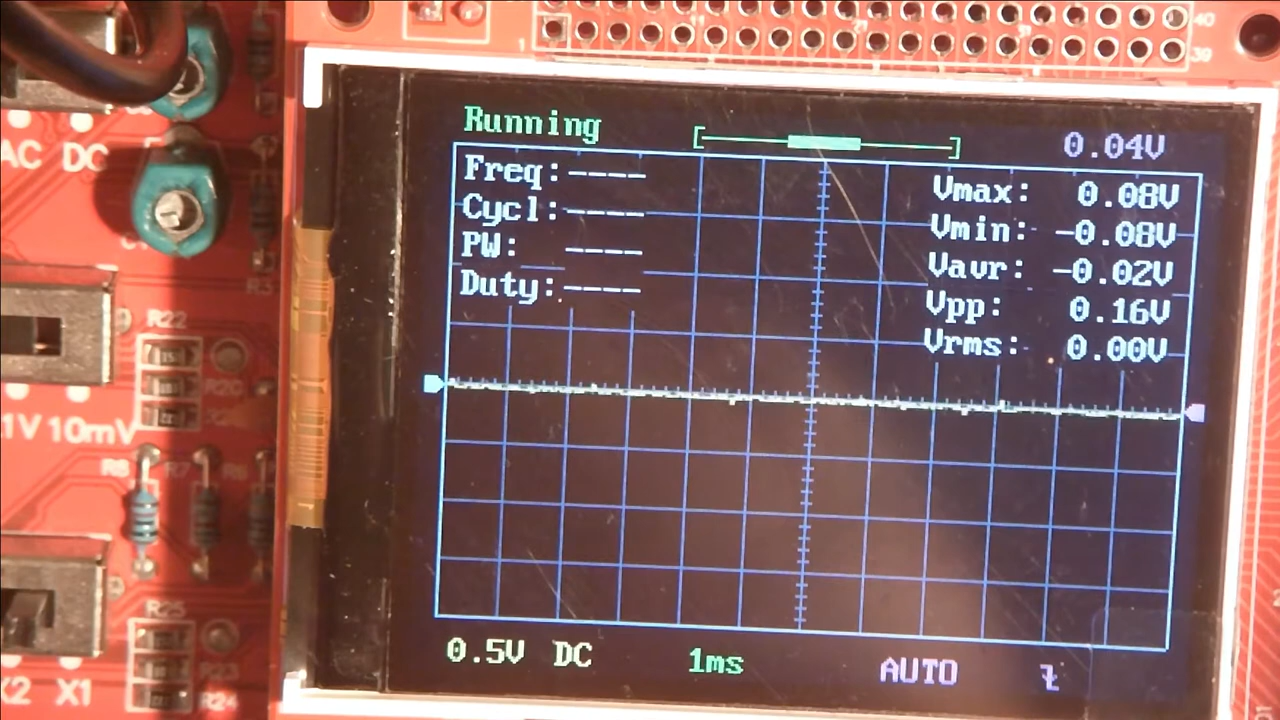 40
1
39
Running
0.04V
AC DC
Freq:----
Vmax: 0.08V
Cycl:----
Vmin: -0.08V
PW: ----
Vavr: -0.02V
Duty:----
Vpp: 0.16V
R3
R22
Vrms: 0.00V
R20
1V 10mV
R8 R7 R6
R25
0.5V DC
1ms
AUTO
R23
X2 X1
R24